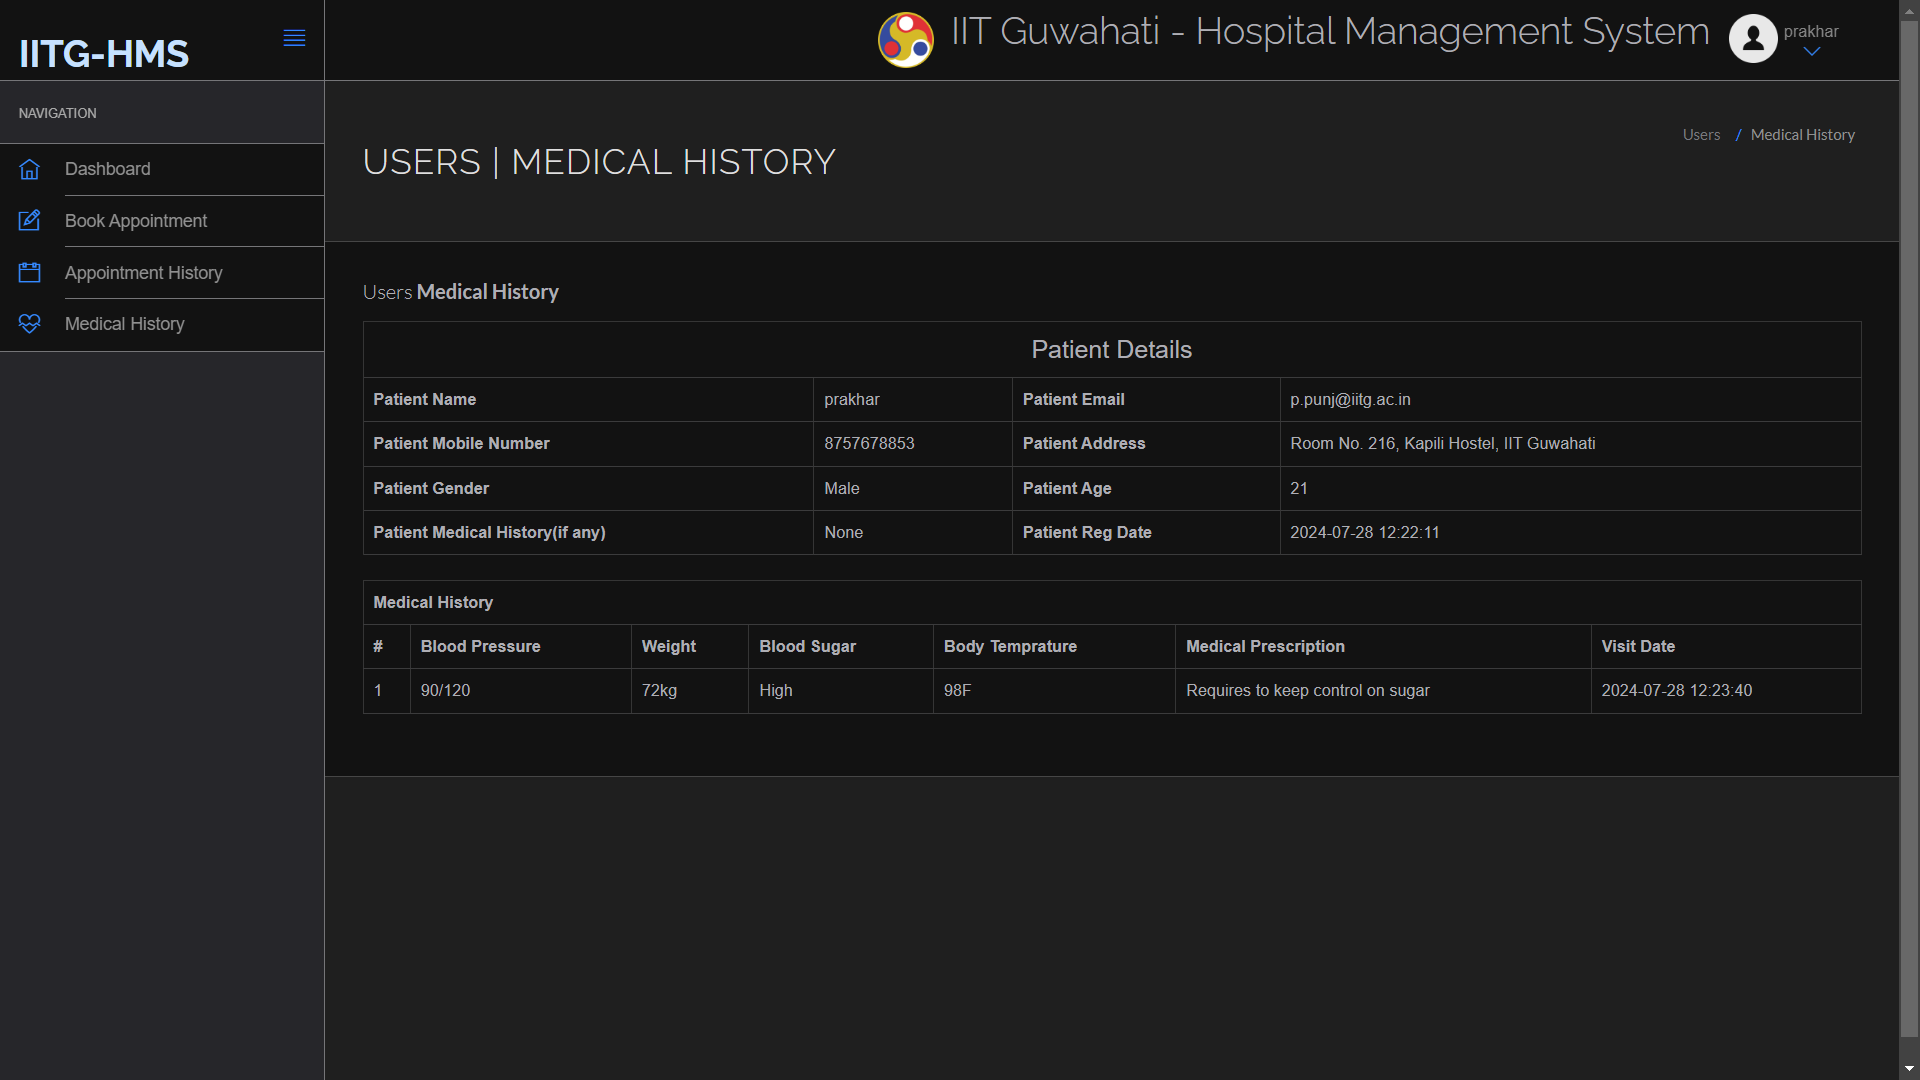 IITG-HMS
IIT Guwahati - Hospital Management System
prakhar
NAVIGATION
Dashboard
Book Appointment
Appointment History
Medical History
USERS | MEDICAL HISTORY
Users / Medical History
Users Medical History
Patient Details
Patient Name prakhar Patient Email p.punj@iitg.ac.in
Patient Mobile Number 8757678853 Patient Address Room No. 216, Kapili Hostel, IIT Guwahati
Patient Gender Male Patient Age 21
Patient Medical History(if any) None Patient Reg Date 2024-07-28 12:22:11
Medical History
# Blood Pressure Weight Blood Sugar Body Temprature Medical Prescription Visit Date
1 90/120 72kg High 98F Requires to keep control on sugar 2024-07-28 12:23:40